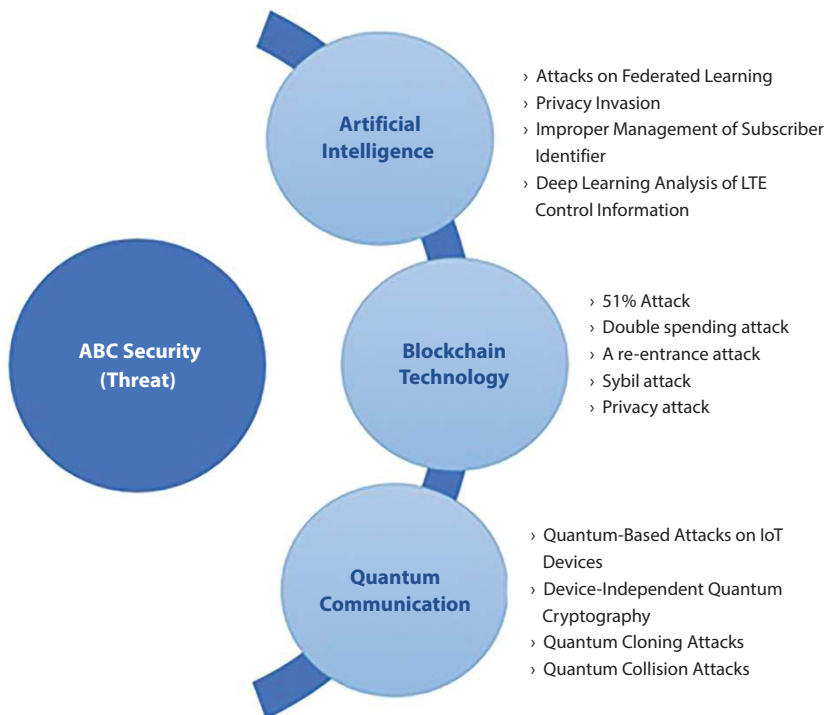 Artificial
Intelligence
› Attacks on Federated Learning
› Privacy Invasion
› Improper Management of Subscriber
Identifier
› Deep Learning Analysis of LTE
Control Information
ABC Security
(Threat)
Blockchain
Technology
› 51% Attack
› Double spending attack
› A re-entrance attack
› Sybil attack
› Privacy attack
Quantum
Communication
› Quantum-Based Attacks on IoT
Devices
› Device-Independent Quantum
Cryptography
› Quantum Cloning Attacks
› Quantum Collision Attacks